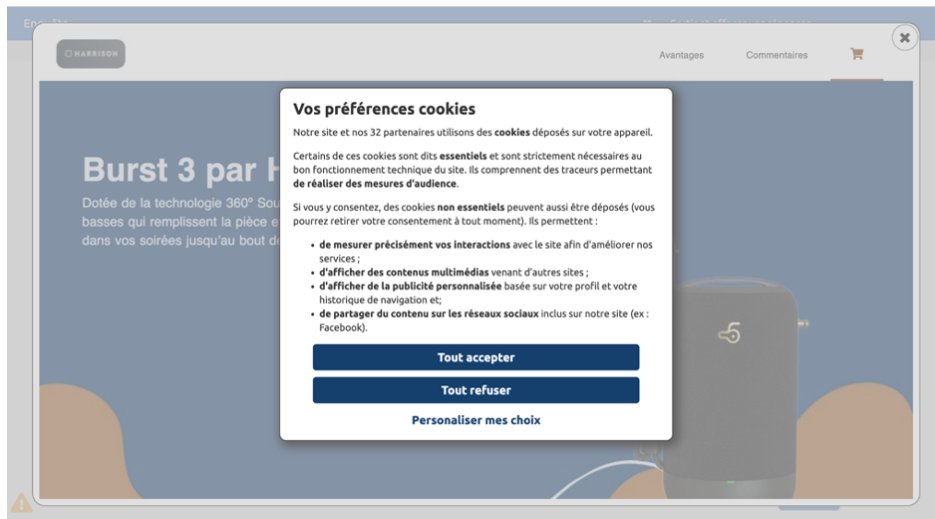 HARRISON
Avantages
Commentaires
Burst 3 par
Dotée de la technologie 360°
basses qui remplissent la pièce
dans vos soirées jusqu'au bout
Vos préférences cookies
Notre site et nos 32 partenaires utilisons des cookies déposés sur votre appareil.
Certains de ces cookies sont dits essentiels et sont strictement nécessaires au
bon fonctionnement technique du site. Ils comprennent des traceurs permettant
de réaliser des mesures d'audience.
Si vous y consentez, des cookies non essentiels peuvent aussi être déposés (vous
pourrez retirer votre consentement à tout moment). Ils permettent :
• de mesurer précisément vos interactions avec le site afin d'améliorer nos
services ;
• d'afficher des contenus multimédias venant d'autres sites ;
• d'afficher de la publicité personnalisée basée sur votre profil et votre
historique de navigation et;
• de partager du contenu sur les réseaux sociaux inclus sur notre site (ex :
Facebook).
Tout accepter
Tout refuser
Personaliser mes choix